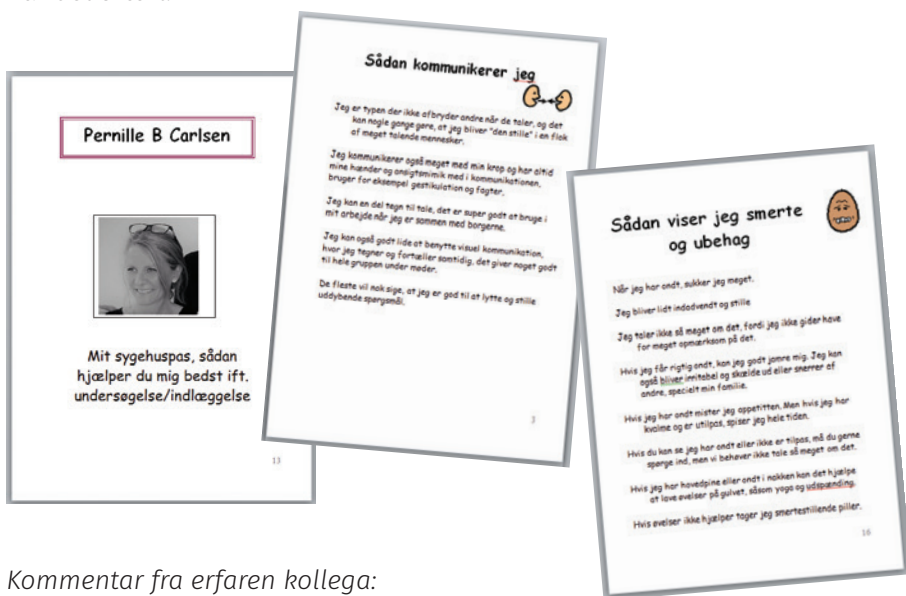 Pernille B Carlsen
Mit sygehuspas, sådan
hjælper du mig bedst ift.
undersøgelse/indlæggelse
13
Sådan kommunikerer jeg
Jeg er typen der ikke afbryder andre når de taler, og det
kan nogle gange gøre, at jeg bliver "den stille" i en flok
af meget talende mennesker.
Jeg kommunikerer også meget med min krop og har altid
mine hænder og ansigtsmimik med i kommunikationen,
bruger for eksempel gestikulation og fagter.
Jeg kan en del tegn til tale, det er super godt at bruge i
mit arbejde når jeg er sammen med borgerne.
Jeg kan også godt lide at benytte visuel kommunikation,
hvor jeg tegner og fortæller samtidig, det giver noget godt
til hele gruppen under møder.
De fleste vil nok sige, at jeg er god til at lytte og stille
uddybende spørgsmål.
3
Sådan viser jeg smerte
og ubehag
Når jeg har ondt, sukker jeg meget.
Jeg bliver lidt indadvendt og stille
Jeg taler ikke så meget om det, fordi jeg ikke gider have
for meget opmærksom på det.
Hvis jeg får rigtig ondt, kan jeg godt jamre mig. Jeg kan
også bliver irritabel og skælde ud eller snerrer af
andre, specielt min familie.
Hvis jeg har ondt mister jeg appetitten. Men hvis jeg har
kvalme og er utilpas, spiser jeg hele tiden.
Hvis du kan se jeg har ondt eller ikke er tilpas, må du gerne
spørge ind, men vi behøver ikke tale så meget om det.
Hvis jeg har hovedpine eller ondt i nakken kan det hjælpe
at lave øvelser på gulvet, såsom yoga og udspænding.
Hvis øvelser ikke hjælper tager jeg smertestillende piller.
16
Kommentar fra erfaren kollega: